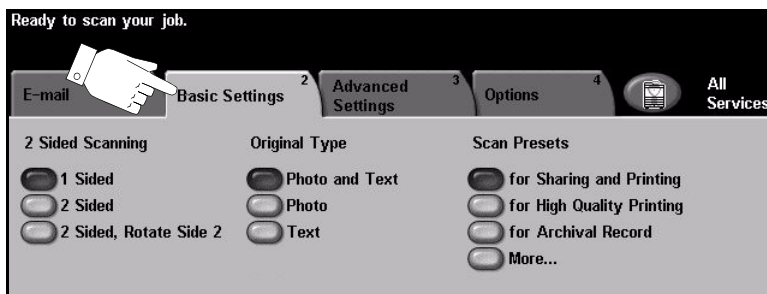 Ready to scan your job.
E-mail
Basic Settings
2
Advanced
Settings
3
Options
4
All
Services
2 Sided Scanning
1 Sided
2 Sided
2 Sided, Rotate Side 2
Original Type
Photo and Text
Photo
Text
Scan Presets
for Sharing and Printing
for High Quality Printing
for Archival Record
More...